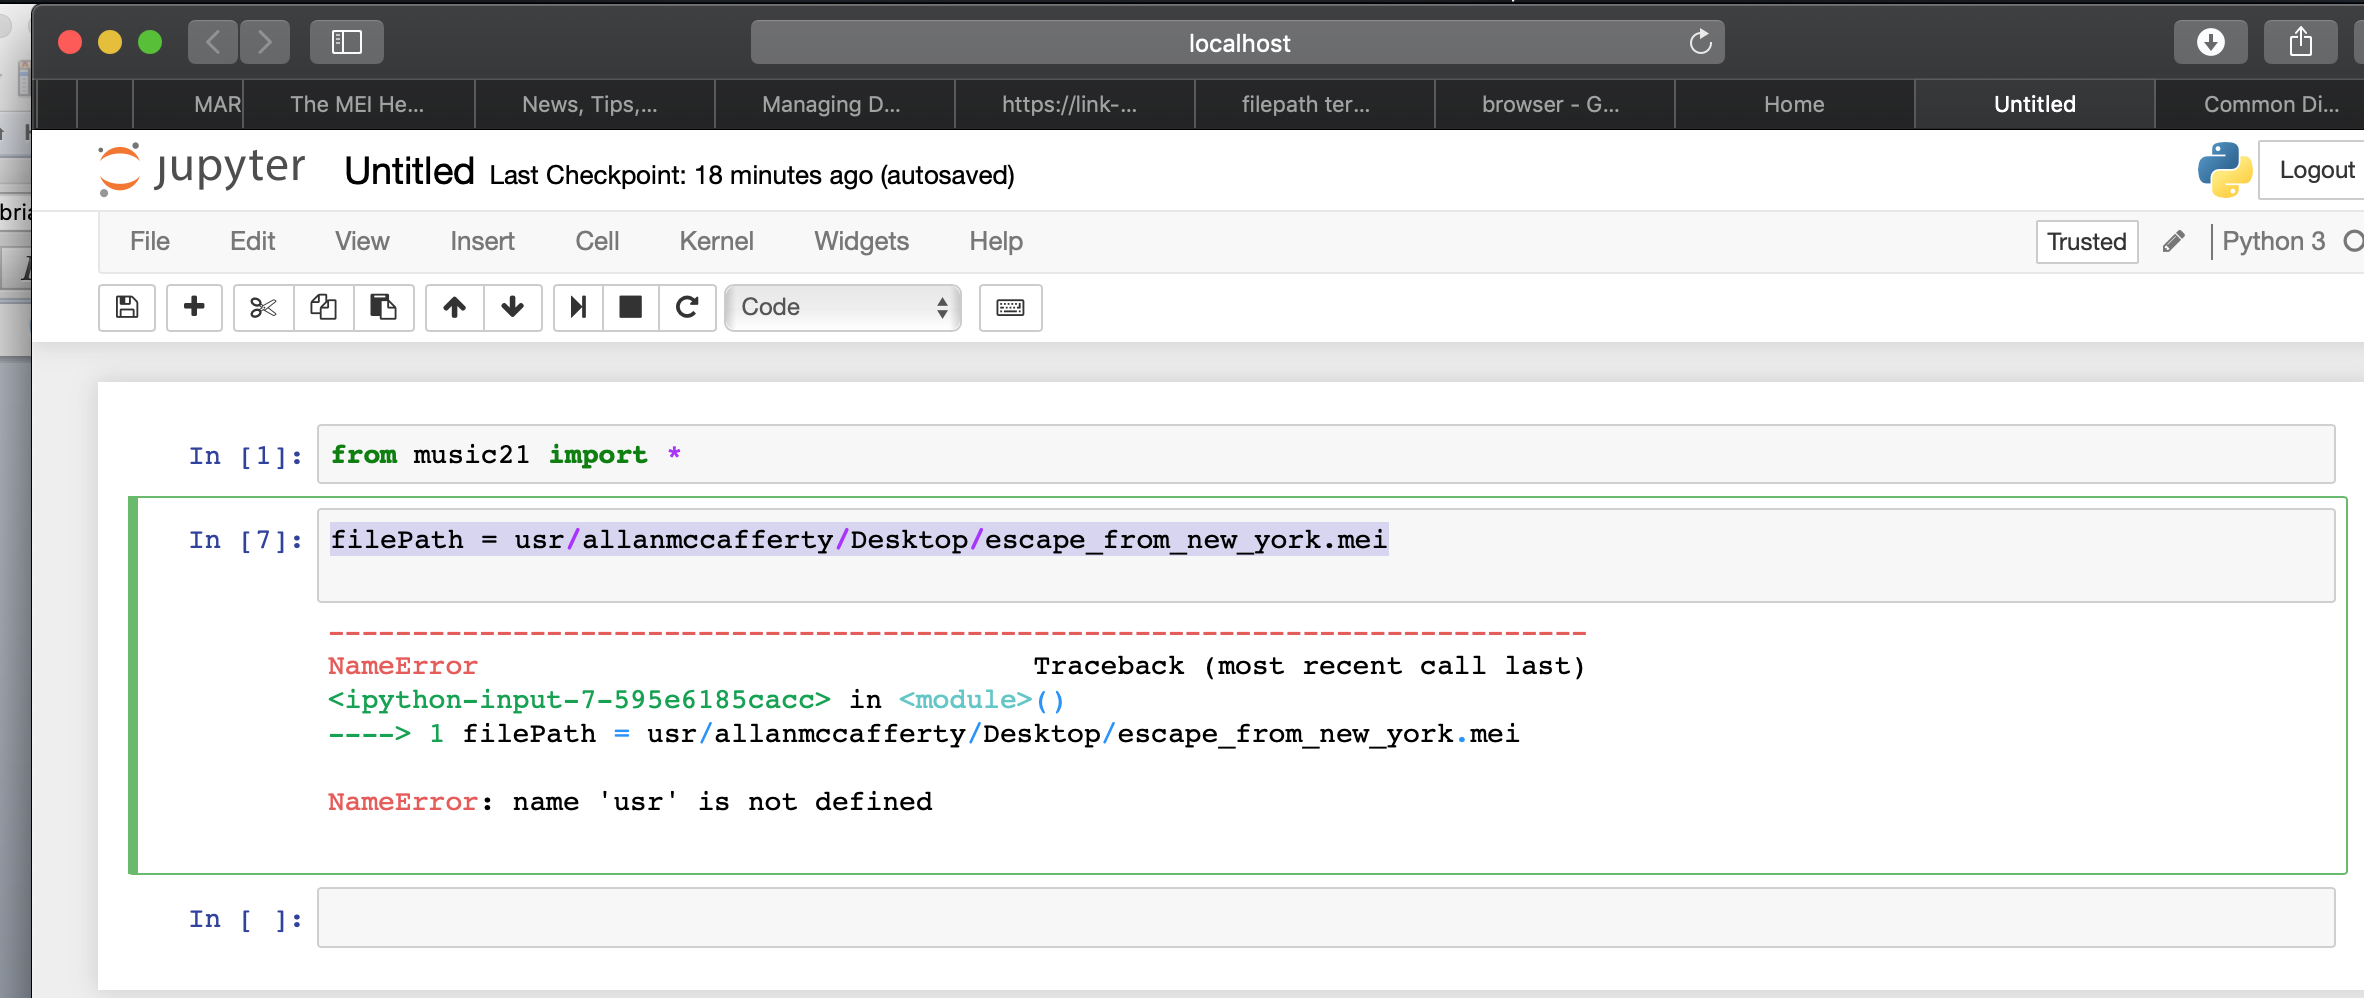 localhost
MAR
The MEI He...
News, Tips,...
Managing D...
https://link-...
filepath ter...
browser - G...
Home
Untitled
Common Di...
jupyter Untitled Last Checkpoint: 18 minutes ago (autosaved)
Logout
File Edit View Insert Cell Kernel Widgets Help
Trusted
Python 3
Code
In [1]: from music21 import *
In [7]: filePath = usr/allanmccafferty/Desktop/escape_from_new_york.mei
---------------------------------------------------------------------------
NameError                                 Traceback (most recent call last)
<ipython-input-7-595e6185cacc> in <module>()
----> 1 filePath = usr/allanmccafferty/Desktop/escape_from_new_york.mei
NameError: name 'usr' is not defined
In [ ]: